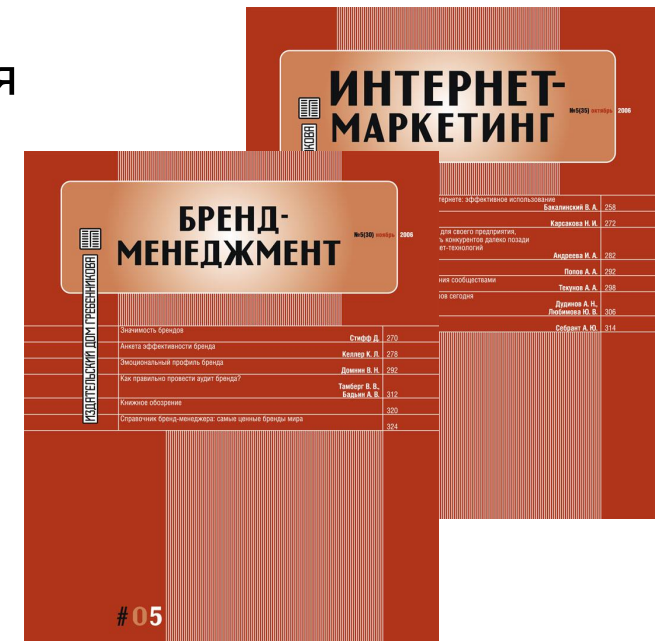 я
ИНТЕРНЕТ-
МАРКЕТИНГ
№5(35) октябрь 2006
тернете: эффективное использование
Бакалинский В. А. 258
Карсакова Н. И. 272
для своего предприятия,
ь конкурентов далеко позади
ет-технологий
Андреева И. А. 282
Попов А. А. 292
ния сообществами
Текунов А. А. 298
ов сегодня
Дудинов А. Н.,
Любимова Ю. В. 306
Себрант А. Ю. 314
БРЕНД-
МЕНЕДЖМЕНТ
№5(30) ноябрь 2006
ИЗДАТЕЛЬСКИЙ ДОМ ГРЕБЕННИКОВА
Значимость брендов
Стифф Д. 270
Анкета эффективности бренда
Келлер К. Л. 278
Эмоциональный профиль бренда
Домнин В. Н. 292
Как правильно провести аудит бренда?
Тамберг В. В.,
Бадьин А. В. 312
Книжное обозрение
320
Справочник бренд-менеджера: самые ценные бренды мира
324
#05